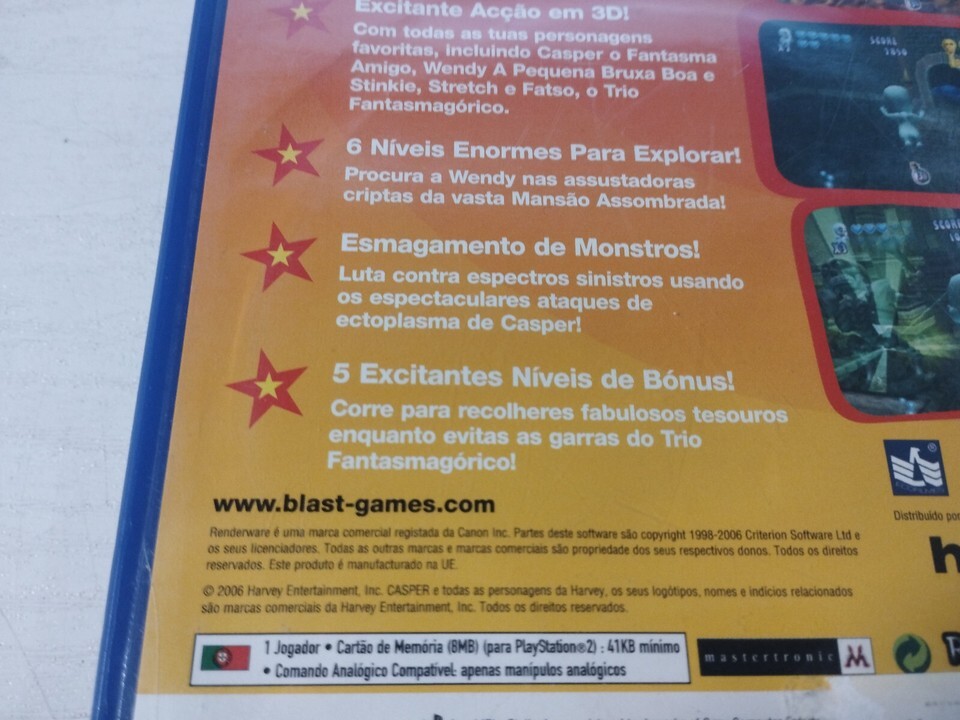 Excitante Acção em 3D!
Com todas as tuas personagens
favoritas, incluindo Casper o Fantasma
Amigo, Wendy A Pequena Bruxa Boa e
Stinkie, Stretch e Fatso, o Trio
Fantasmagórico.
6 Níveis Enormes Para Explorar!
Procura a Wendy nas assustadoras
criptas da vasta Mansão Assombrada!
Esmagamento de Monstros!
Luta contra espectros sinistros usando
os espectaculares ataques de
ectoplasma de Casper!
5 Excitantes Níveis de Bónus!
Corre para recolheres fabulosos tesouros
enquanto evitas as garras do Trio
Fantasmagórico!
SCORE
SCORE
www.blast-games.com
Distribuído por
Renderware é uma marca comercial registada da Canon Inc. Partes deste software são copyright 1998-2006 Criterion Software Ltd e
os seus licenciadores. Todas as outras marcas e marcas comerciais são propriedade dos seus respectivos donos. Todos os direitos
reservados. Este produto é manufacturado na UE.
© 2006 Harvey Entertainment, Inc. CASPER e todas as personagens da Harvey, os seus logótipos, nomes e indícios relacionados
são marcas comerciais da Harvey Entertainment, Inc. Todos os direitos reservados.
1 Jogador • Cartão de Memória (8MB) (para PlayStation®2) : 41KB mínimo
• Comando Analógico Compatível: apenas manípulos analógicos
mastertronic M